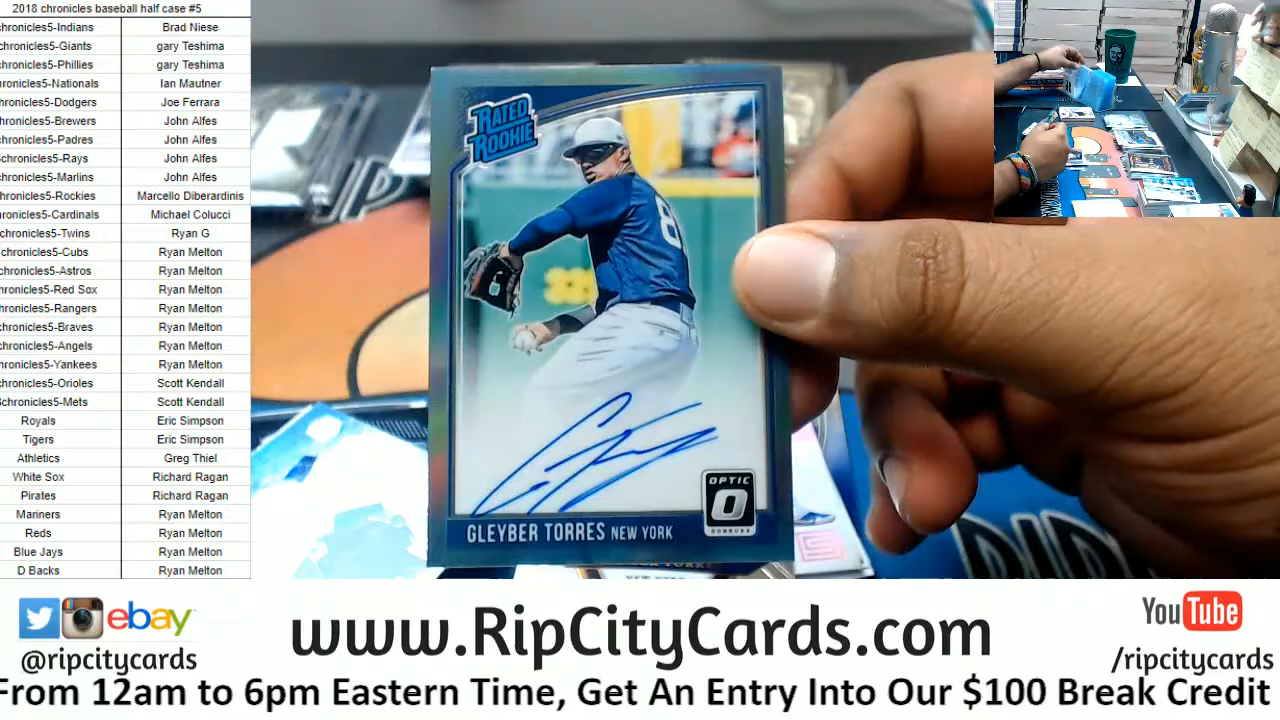 2018 chronicles baseball half case #5
chronicles5-Indians Brad Niese
chronicles5-Giants gary Teshima
chronicles5-Phillies gary Teshima
chronicles5-Nationals Ian Mautner
chronicles5-Dodgers Joe Ferrara
chronicles5-Brewers John Alfes
chronicles5-Padres John Alfes
chronicles5-Rays John Alfes
chronicles5-Marlins John Alfes
chronicles5-Rockies Marcello Diberardinis
chronicles5-Cardinals Michael Colucci
chronicles5-Twins Ryan G
chronicles5-Cubs Ryan Melton
chronicles5-Astros Ryan Melton
chronicles5-Red Sox Ryan Melton
chronicles5-Rangers Ryan Melton
chronicles5-Braves Ryan Melton
chronicles5-Angels Ryan Melton
chronicles5-Yankees Ryan Melton
chronicles5-Orioles Scott Kendall
chronicles5-Mets Scott Kendall
Royals Eric Simpson
Tigers Eric Simpson
Athletics Greg Thiel
White Sox Richard Ragan
Pirates Richard Ragan
Mariners Ryan Melton
Reds Ryan Melton
Blue Jays Ryan Melton
D Backs Ryan Melton
RATED
ROOKIE
8
OPTIC
O
DONRUSS
GLEYBER TORRES NEW YORK
ebay
@ripcitycards
www.RipCityCards.com
YouTube
/ripcitycards
From 12am to 6pm Eastern Time, Get An Entry Into Our $100 Break Credit